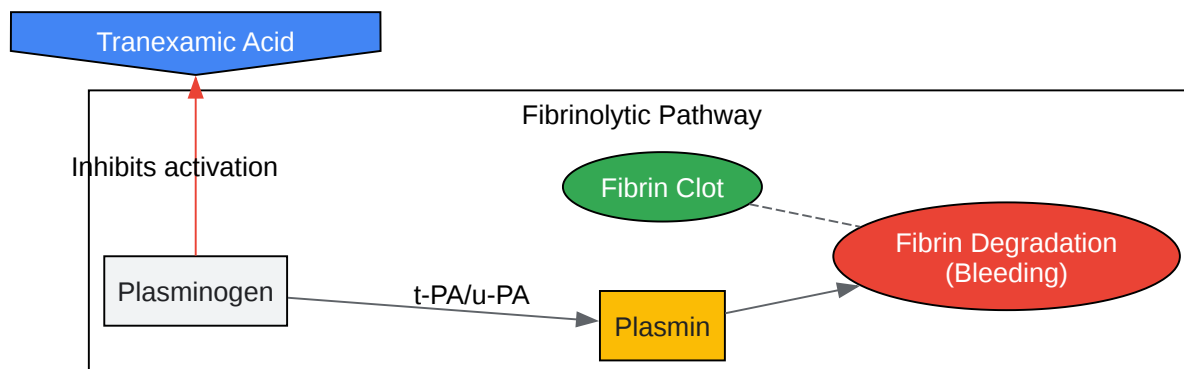 Tranexamic Acid
Fibrinolytic Pathway
Inhibits activation
Fibrin Clot
Fibrin Degradation
(Bleeding)
Plasminogen
t-PA/u-PA
Plasmin